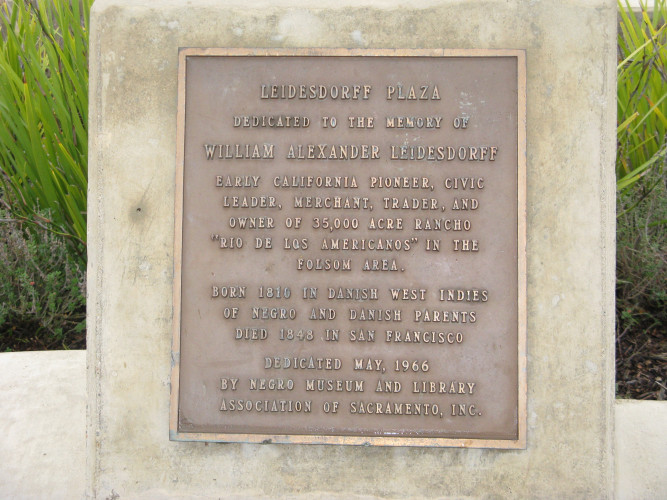 LEIDESDORFF PLAZA
DEDICATED TO THE MEMORY OF
WILLIAM ALEXANDER LEIDESDORFF
EARLY CALIFORNIA PIONEER, CIVIC
LEADER, MERCHANT, TRADER, AND
OWNER OF 35,000 ACRE RANCHO
"RIO DE LOS AMERICANOS" IN THE
FOLSOM AREA.
BORN 1810 IN DANISH WEST INDIES
OF NEGRO AND DANISH PARENTS
DIED 1848 IN SAN FRANCISCO
DEDICATED MAY, 1966
BY NEGRO MUSEUM AND LIBRARY
ASSOCIATION OF SACRAMENTO, INC.